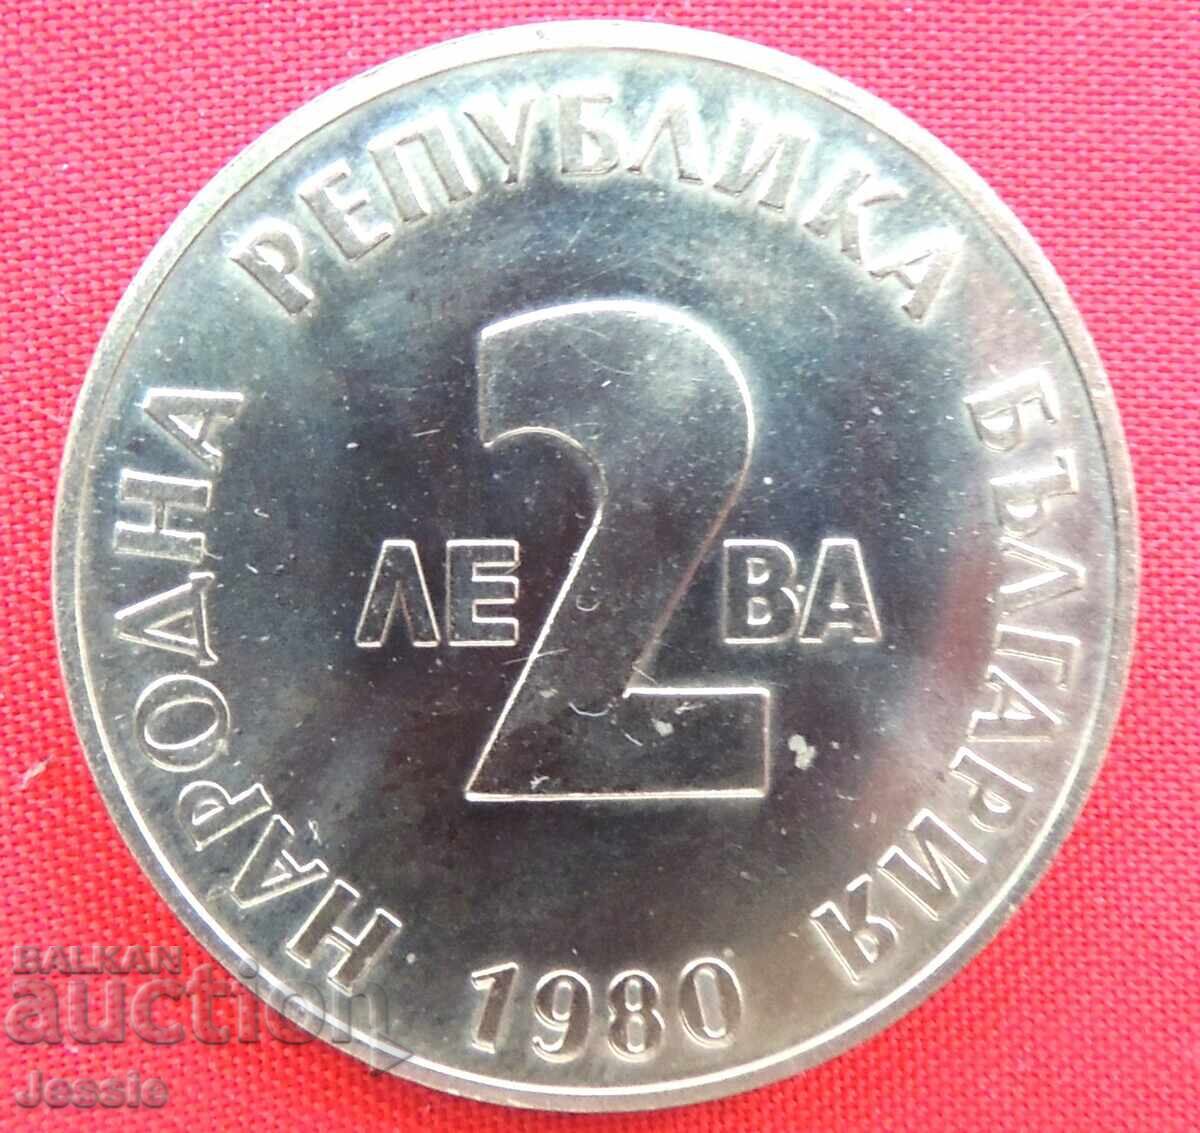 НАРОДНА РЕПУБЛИКА БЪЛГАРИЯ
ЛЕ 2 ВА
1980
BALKAN
auction
Jessie